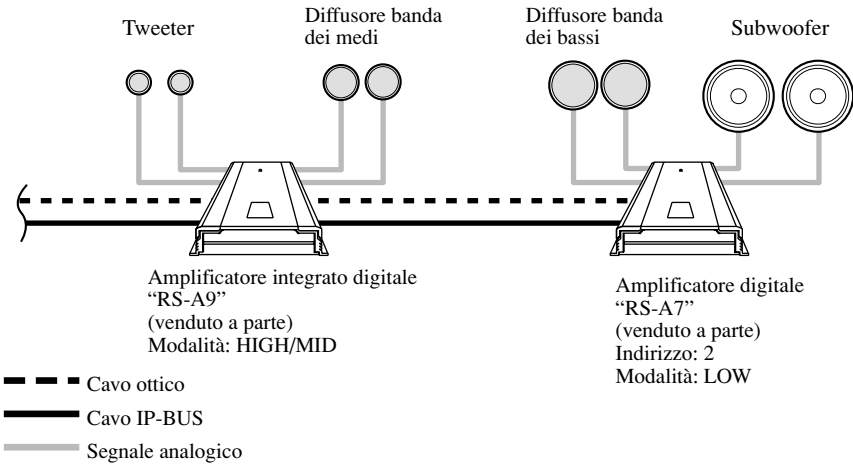 Tweeter
Diffusore banda
dei medi
Diffusore banda
dei bassi
Subwoofer
Amplificatore integrato digitale
“RS-A9”
(venduto a parte)
Modalità: HIGH/MID
Amplificatore digitale
“RS-A7”
(venduto a parte)
Indirizzo: 2
Modalità: LOW
Cavo ottico
Cavo IP-BUS
Segnale analogico